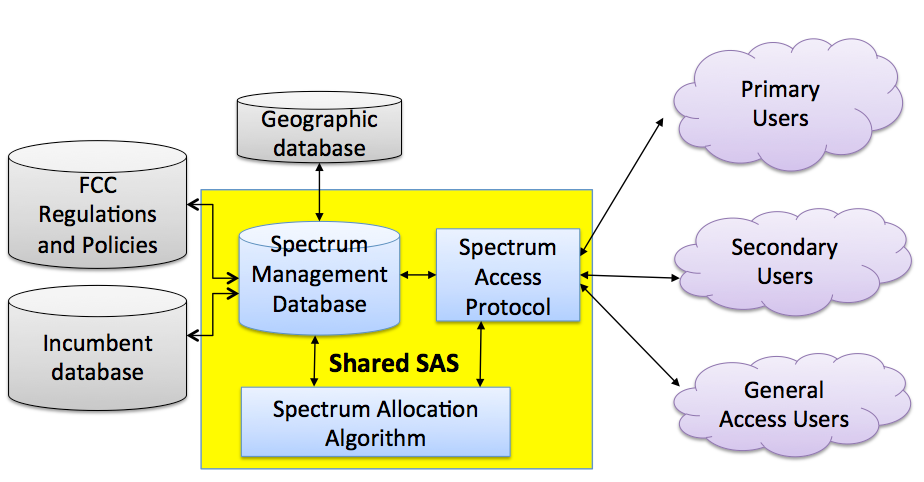 Geographic
database
FCC
Regulations
and Policies
Incumbent
database
Spectrum
Management
Database
Spectrum
Access
Protocol
Shared SAS
Spectrum Allocation
Algorithm
Primary
Users
Secondary
Users
General
Access Users